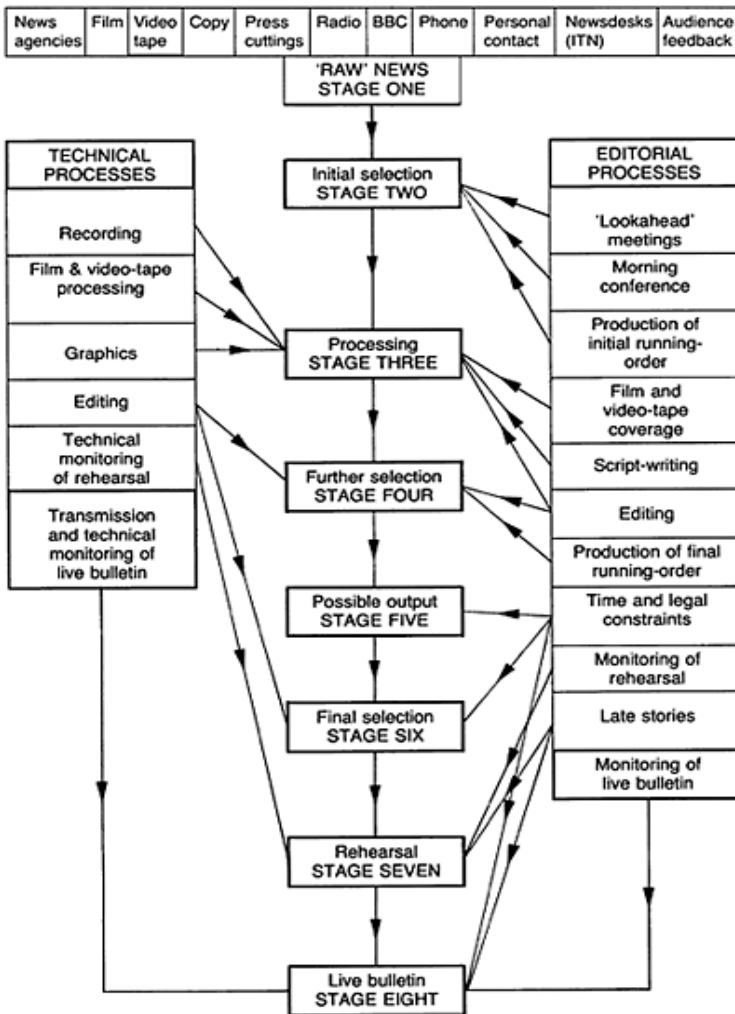 News agencies
Film
Video tape
Copy
Press cuttings
Radio
BBC
Phone
Personal contact
Newsdesks (ITN)
Audience feedback
'RAW' NEWS
STAGE ONE
TECHNICAL
PROCESSES
Recording
Film & video-tape
processing
Graphics
Editing
Technical
monitoring
of rehearsal
Transmission
and technical
monitoring of
live bulletin
Initial selection
STAGE TWO
Processing
STAGE THREE
Further selection
STAGE FOUR
Possible output
STAGE FIVE
Final selection
STAGE SIX
Rehearsal
STAGE SEVEN
Live bulletin
STAGE EIGHT
EDITORIAL
PROCESSES
'Lookahead'
meetings
Morning
conference
Production of
initial running-
order
Film and
video-tape
coverage
Script-writing
Editing
Production of final
running-order
Time and legal
constraints
Monitoring of
rehearsal
Late stories
Monitoring of
live bulletin